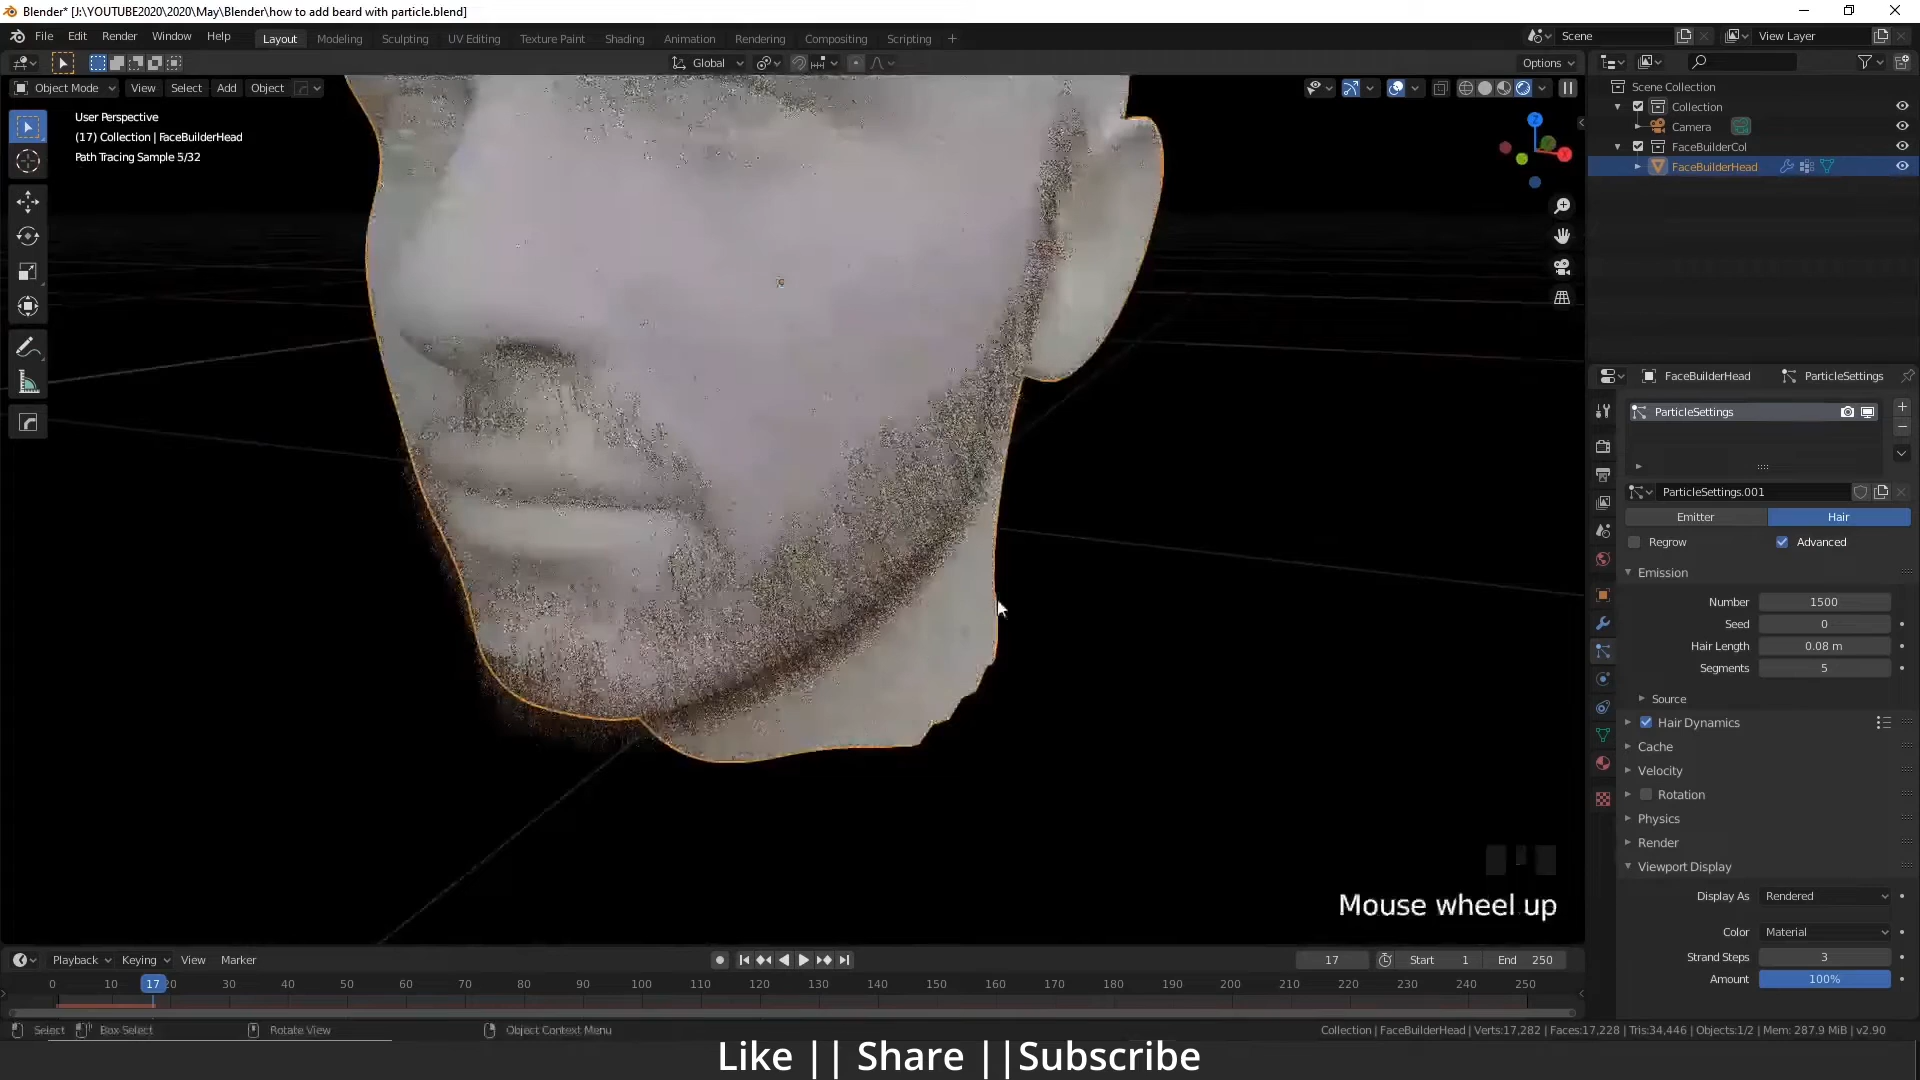 Blender* [J:\YOUTUBE2020\2020\May\Blender\how to add beard with particle.blend]
File Edit Render Window Help Layout Modeling Sculpting UV Editing Texture Paint Shading Animation Rendering Compositing Scripting + Scene View Layer
Global Options
Object Mode View Select Add Object
User Perspective
(17) Collection | FaceBuilderHead
Path Tracing Sample 5/32
Z
X
Scene Collection
Collection
Camera
FaceBuilderCol
FaceBuilderHead
FaceBuilderHead ParticleSettings
ParticleSettings
ParticleSettings.001
Emitter Hair
Regrow Advanced
Emission
Number 1500
Seed 0
Hair Length 0.08 m
Segments 5
Source
Hair Dynamics
Cache
Velocity
Rotation
Physics
Render
Viewport Display
Display As Rendered
Color Material
Strand Steps 3
Amount 100%
Mouse wheel up
Playback Keying View Marker 17 Start 1 End 250
0 10 17 20 30 40 50 60 70 80 90 100 110 120 130 140 150 160 170 180 190 200 210 220 230 240 250
Select Box Select Rotate View Object Context Menu Collection | FaceBuilderHead | Verts:17,282 | Faces:17,228 | Tris:34,446 | Objects:1/2 | Mem: 287.9 MiB | v2.90
Like || Share ||Subscribe